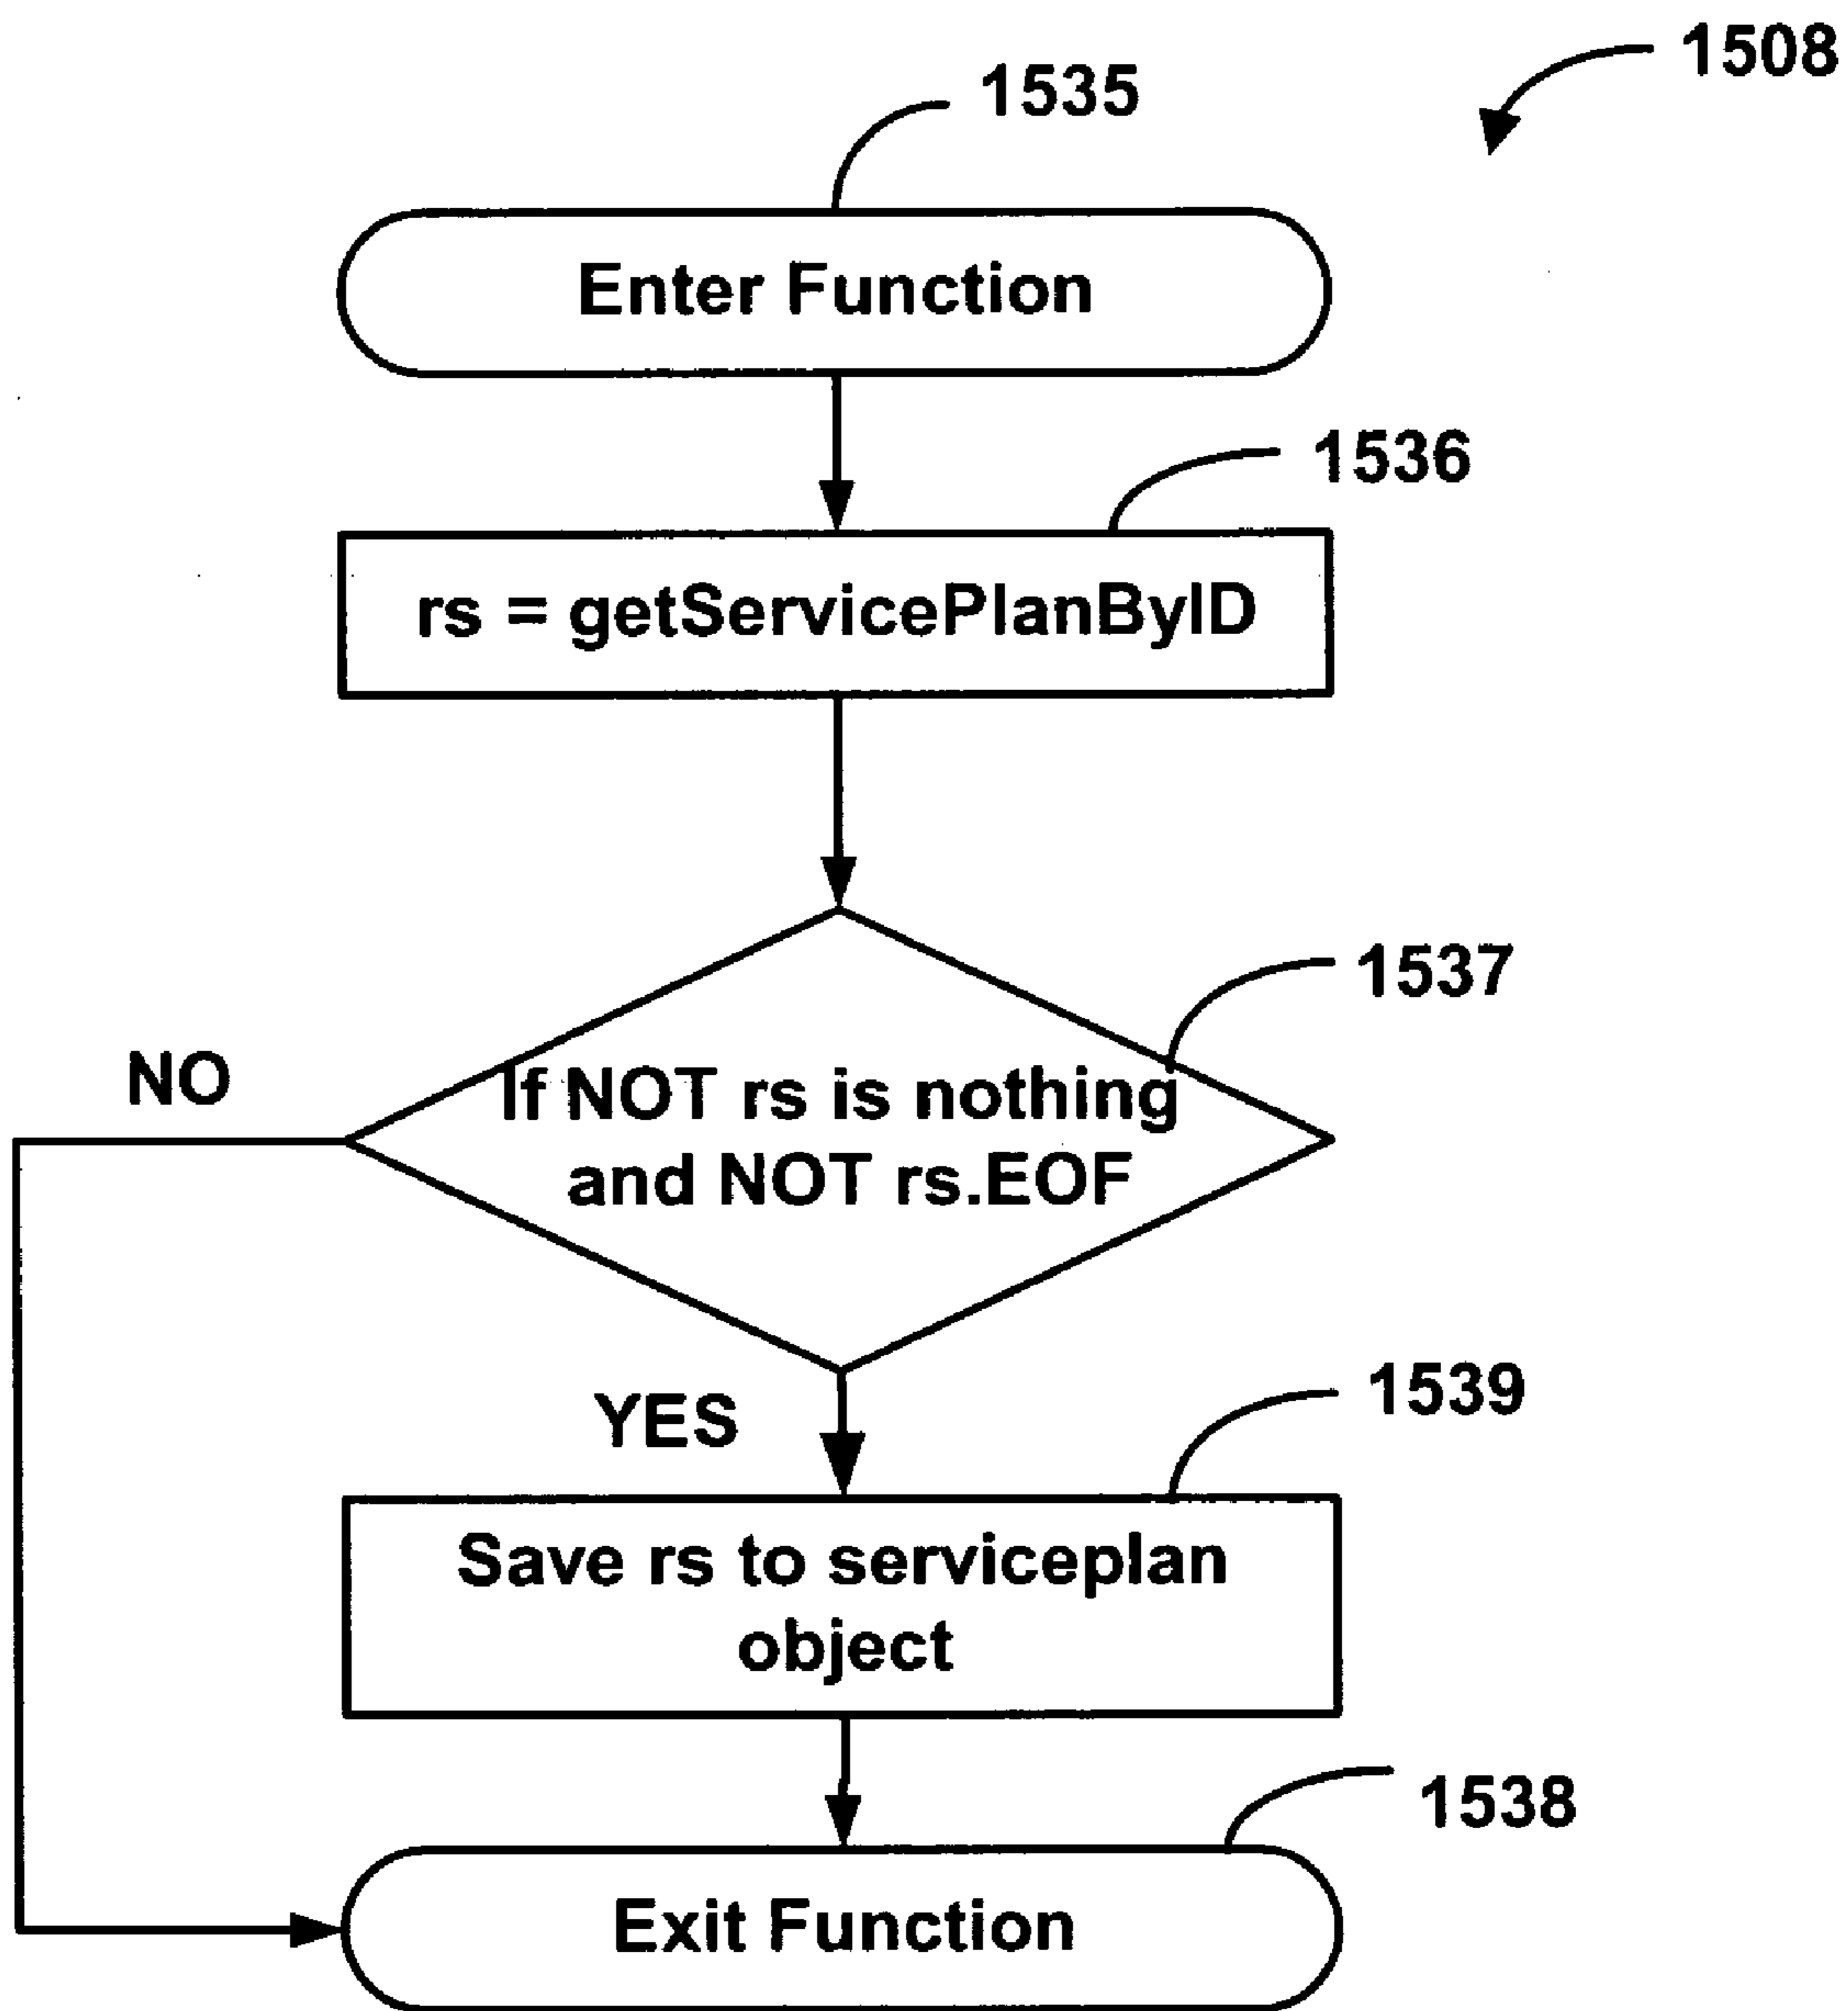 1508
1535
Enter Function
1536
rs = getServicePlanByID
1537
NO
If NOT rs is nothing
and NOT rs.EOF
YES
1539
Save rs to serviceplan
object
1538
Exit Function